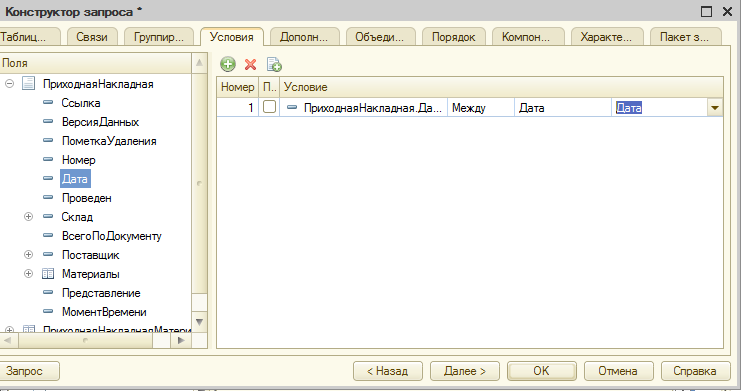 Конструктор запроса *
Таблиц... Связи Группир... Условия Дополн... Объеди... Порядок Компон... Характе... Пакет з...
Поля
ПриходнаяНакладная
Ссылка
ВерсияДанных
ПометкаУдаления
Номер
Дата
Проведен
Склад
ВсегоПоДокументу
Поставщик
Материалы
Представление
МоментВремени
ПриходнаяНакладнаяМатери
Номер П.. Условие
1 ПриходнаяНакладная.Да... Между Дата Дата
Запрос < Назад Далее > OK Отмена Справка